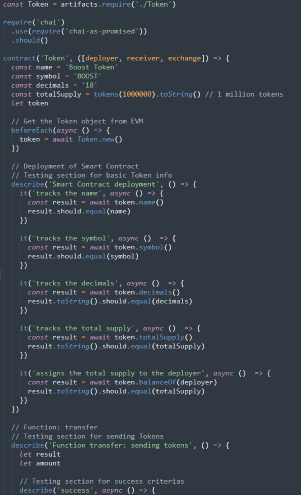 const Token = artifacts.require('./Token')
require('chai')
.use(require('chai-as-promised'))
.should()
contract('Token', ([deployer, receiver, exchange]) => {
const name = 'Boost Token'
const symbol = 'BOOST'
const decimals = '18'
const totalSupply = tokens(1000000).toString() // 1 million tokens
let token
// Get the Token object from EVM
beforeEach(async () => {
token = await Token.new()
})
// Deployment of Smart Contract
// Testing section for basic Token info
describe('Smart Contract deployment', () => {
it('tracks the name', async () => {
const result = await token.name()
result.should.equal(name)
})
it('tracks the symbol', async () => {
const result = await token.symbol()
result.should.equal(symbol)
})
it('tracks the decimals', async () => {
const result = await token.decimals()
result.toString().should.equal(decimals)
})
it('tracks the total supply', async () => {
const result = await token.totalSupply()
result.toString().should.equal(totalSupply)
})
it('assigns the total supply to the deployer', async () => {
const result = await token.balanceOf(deployer)
result.toString().should.equal(totalSupply)
})
})
// Function: transfer
// Testing section for sending Tokens
describe('Function transfer: sending tokens', () => {
let result
let amount
// Testing section for success criterias
describe('success', async () => {